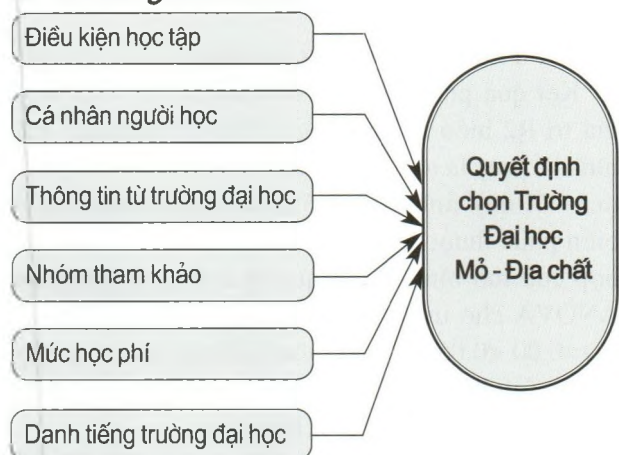 Điều kiện học tập
Cá nhân người học
Thông tin từ trường đại học
Nhóm tham khảo
Mức học phí
Danh tiếng trường đại học
Quyết định
chọn Trường
Đại học
Mỏ - Địa chất